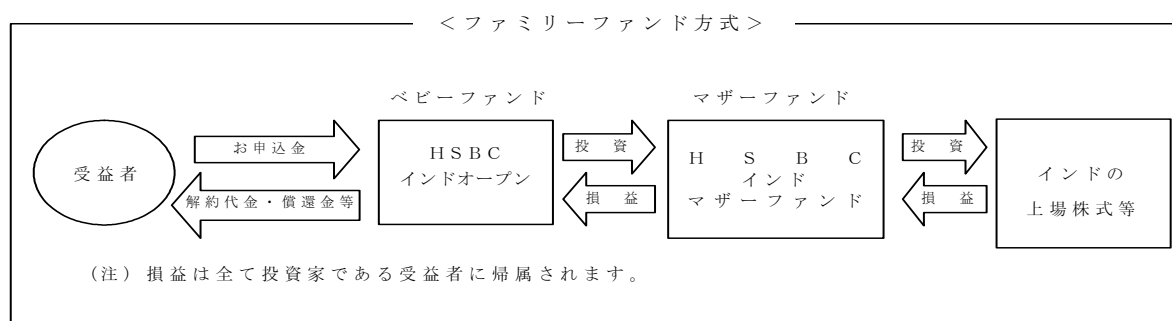 ＜ファミリーファンド方式＞
ベビーファンド
マザーファンド
受益者
お申込金
解約代金・償還金等
HSBC
インドオープン
投資
損益
HSBC
インド
マザーファンド
投資
損益
インドの
上場株式等
（注）損益は全て投資家である受益者に帰属されます。